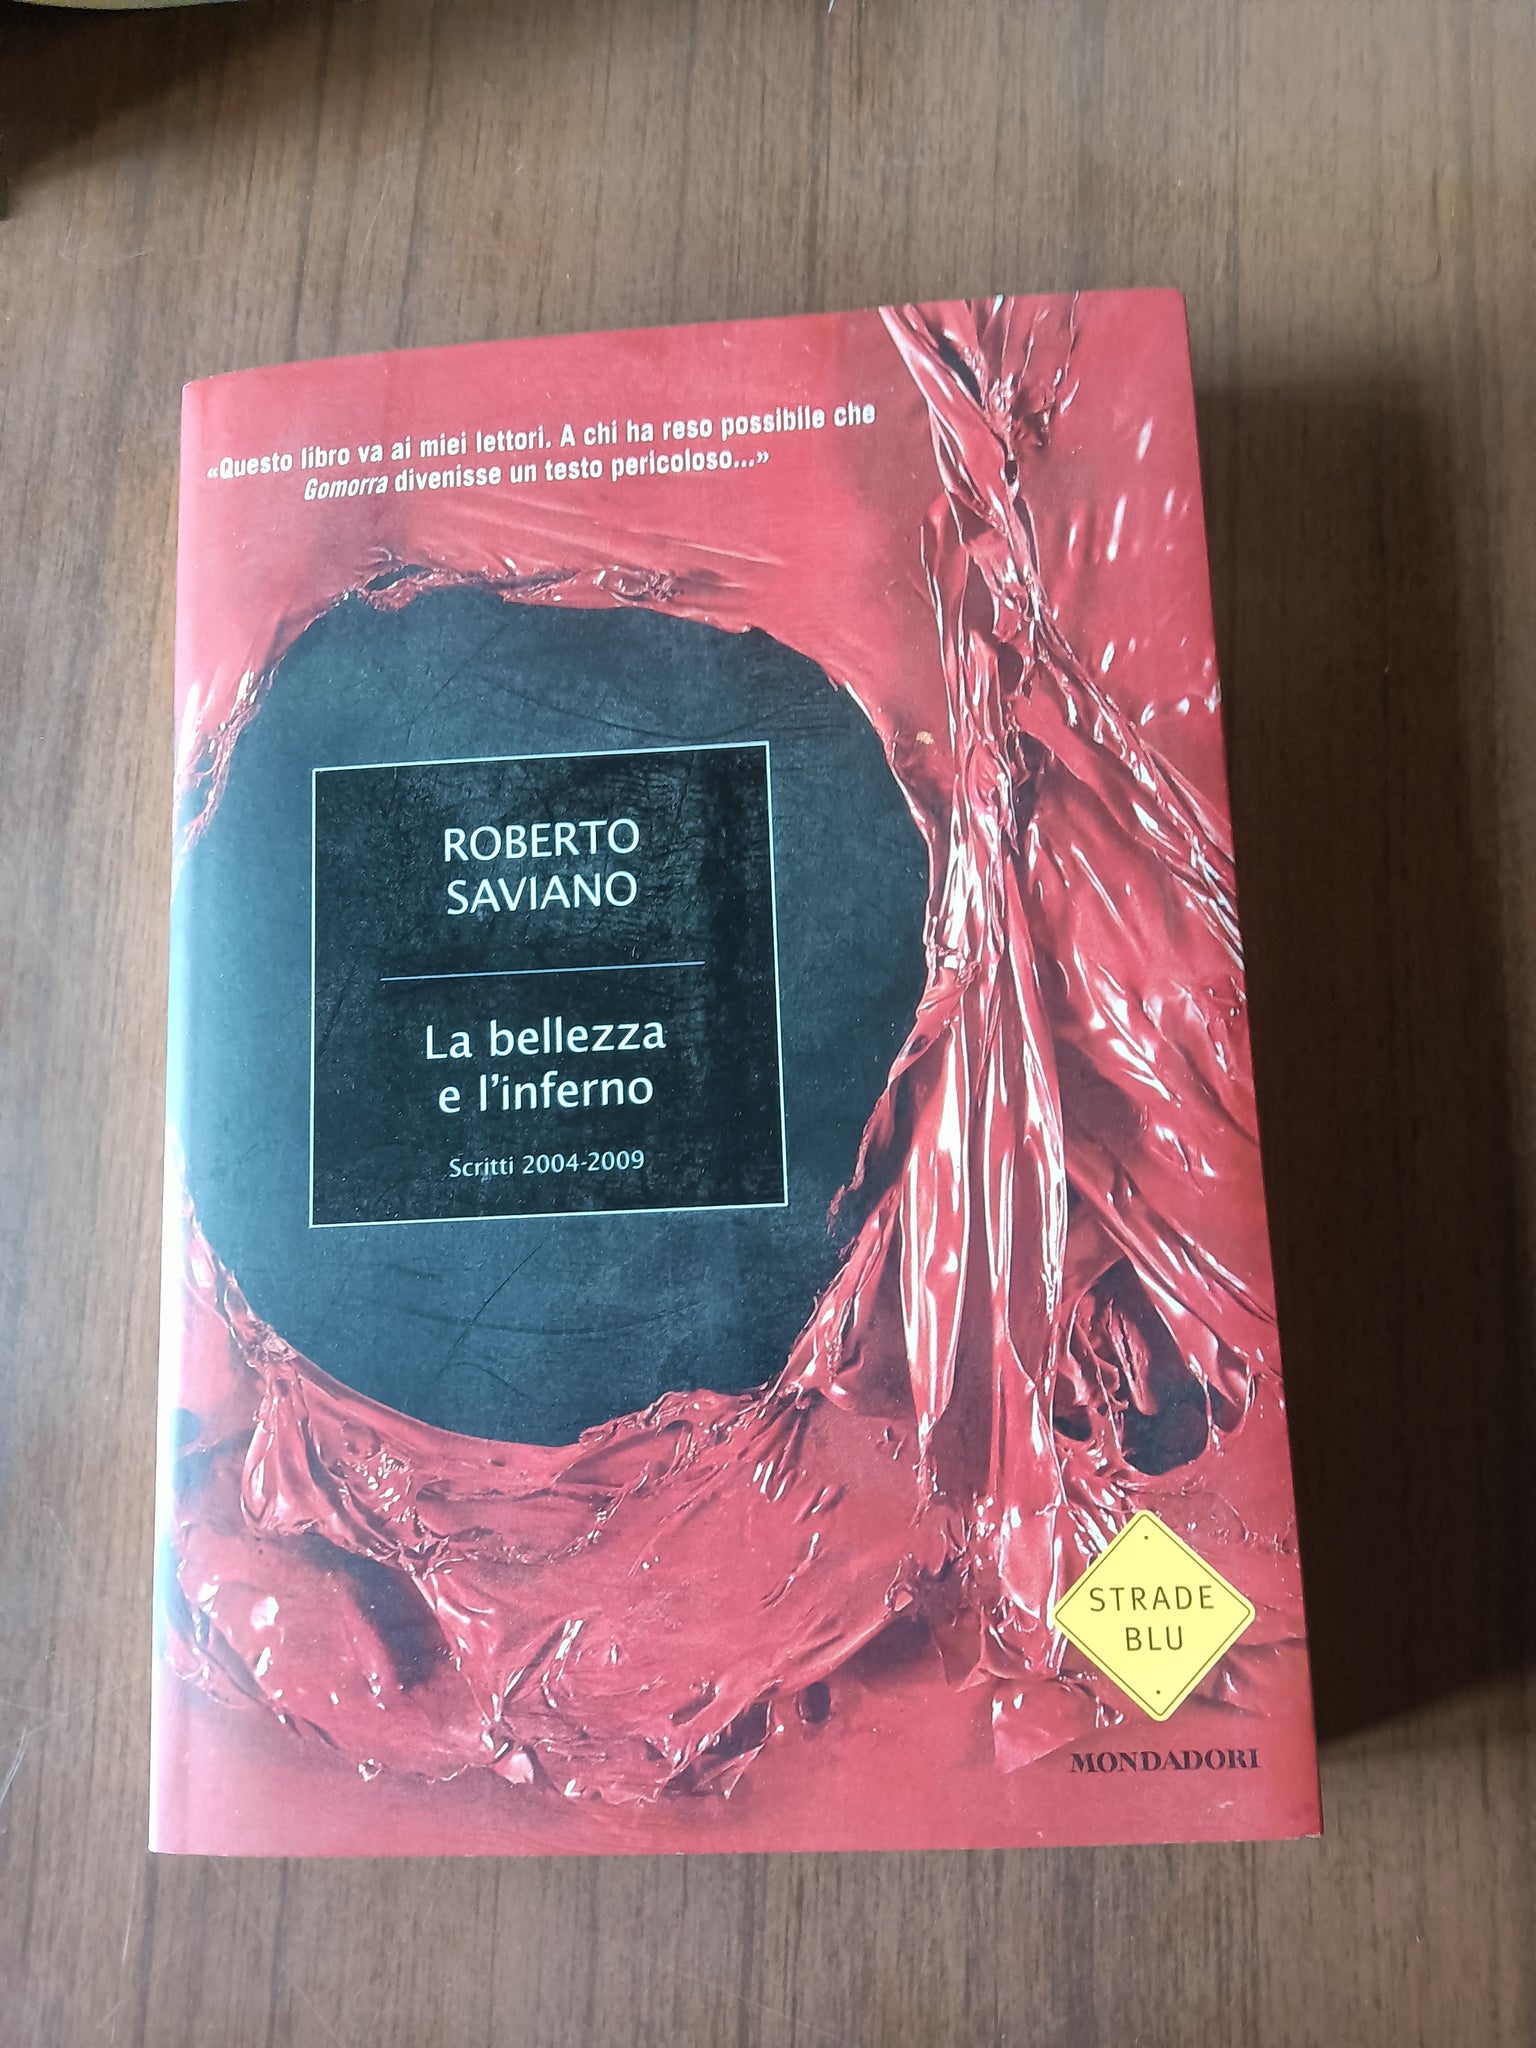 «Questo libro va ai miei lettori. A chi ha reso possibile che
Gomorra divenisse un testo pericoloso...»
ROBERTO
SAVIANO
La bellezza
e l'inferno
Scritti 2004-2009
STRADE
BLU
MONDADORI